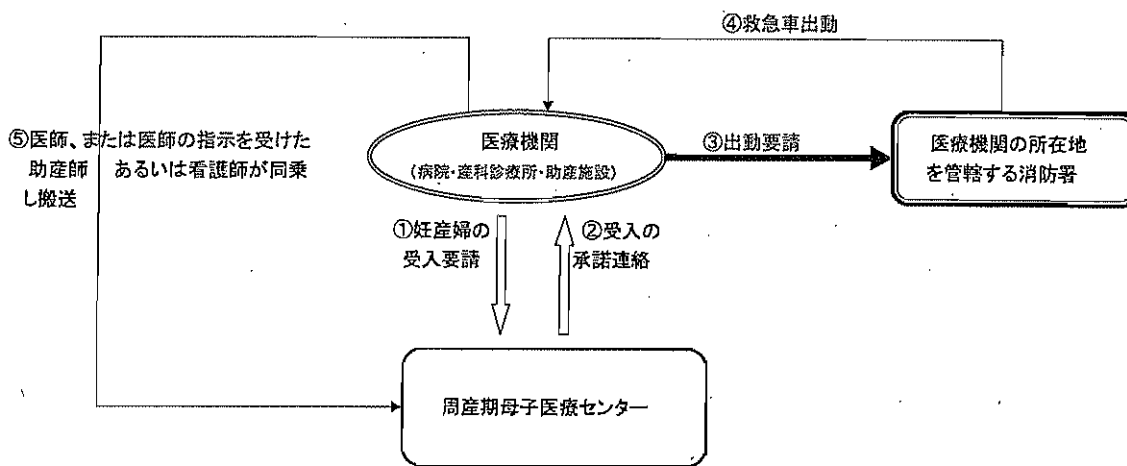 ④救急車出動
⑤医師、または医師の指示を受けた
助産師 あるいは看護師が同乗
し搬送
医療機関
(病院・産科診療所・助産施設)
③出動要請
医療機関の所在地
を管轄する消防署
①妊産婦の
受入要請
②受入の
承諾連絡
周産期母子医療センター